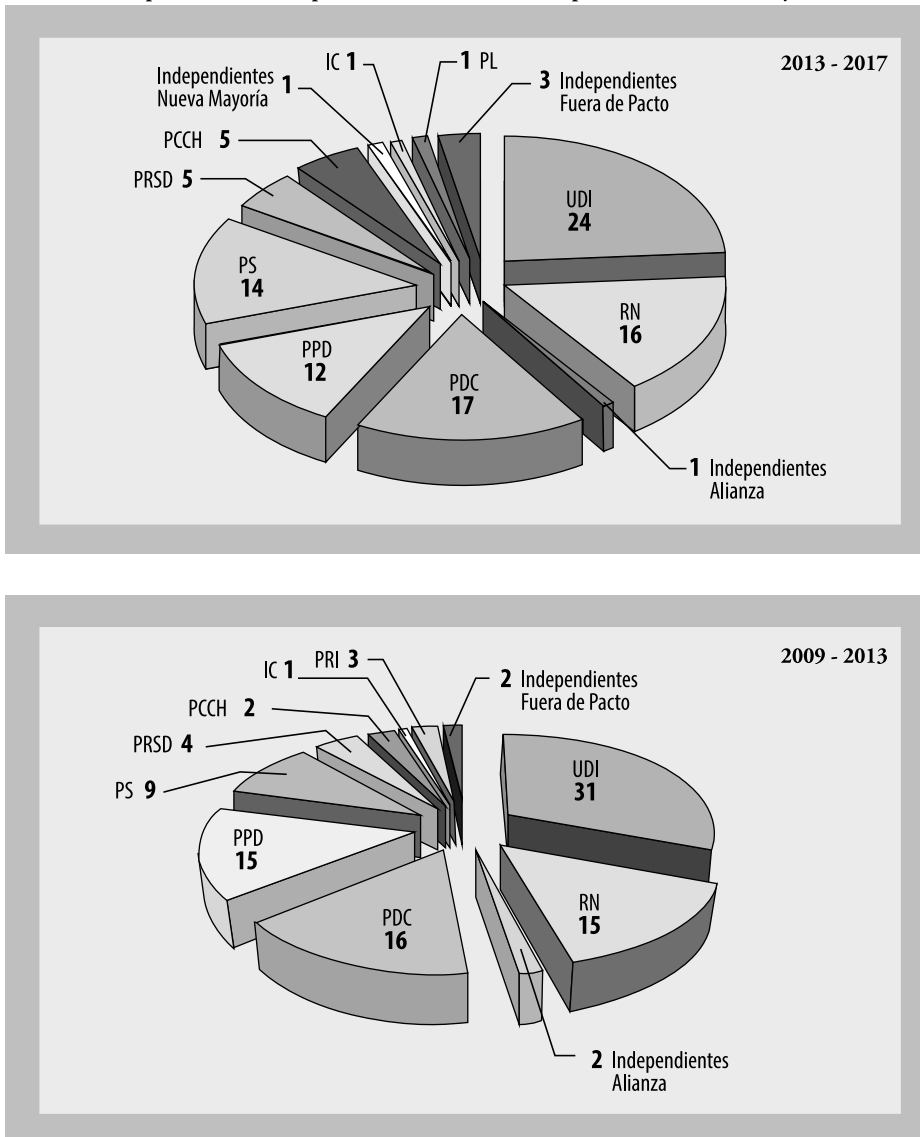 2013 - 2017
IC 1
1 PL
Independientes
Nueva Mayoría 1
3 Independientes
Fuera de Pacto
PCCH 5
PRSD 5
UDI
24
PS
14
RN
16
PPD
12
PDC
17
1 Independientes
Alianza
2009 - 2013
PRI 3
IC 1
2 Independientes
Fuera de Pacto
PCCH 2
PRSD 4
UDI
31
PS 9
PPD
15
RN
15
PDC
16
2 Independientes
Alianza